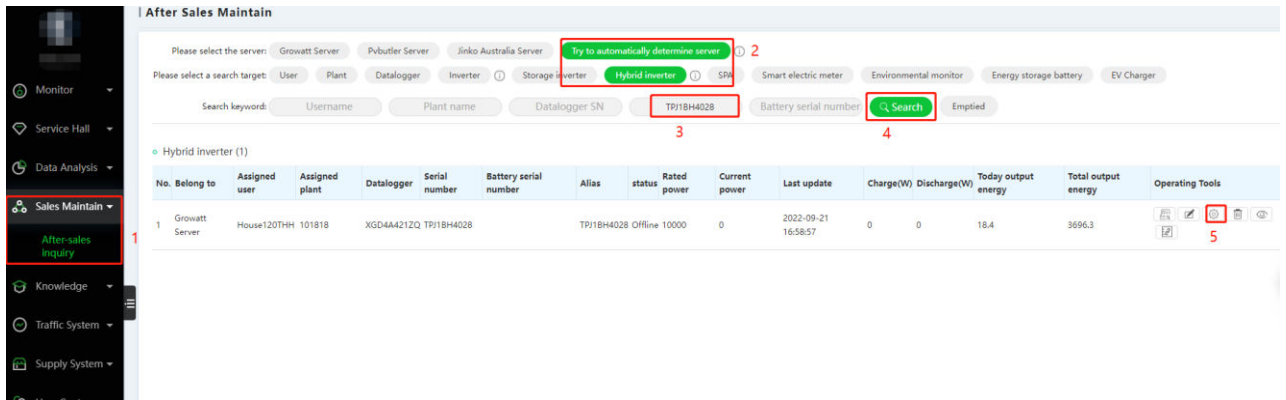 After Sales Maintain
Please select the server: Growatt Server Pvbutler Server Jinko Australia Server Try to automatically determine server 2
Please select a search target: User Plant Datalogger Inverter Storage inverter Hybrid inverter SPA Smart electric meter Environmental monitor Energy storage battery EV Charger
Search keyword: Username Plant name Datalogger SN TPJ1BH4028 Battery serial number Search Emptied
3 4
Hybrid inverter (1)
No. Belong to Assigned user Assigned plant Datalogger Serial number Battery serial number Alias status Rated power Current power Last update Charge(W) Discharge(W) Today output energy Total output energy Operating Tools
1 Growatt Server House120THH 101818 XGD4A421ZQ TPJ1BH4028 TPJ1BH4028 Offline 10000 0 2022-09-21 16:58:57 0 0 18.4 3696.3
5
Monitor
Service Hall
Data Analysis
Sales Maintain
After-sales inquiry
1
Knowledge
Traffic System
Supply System